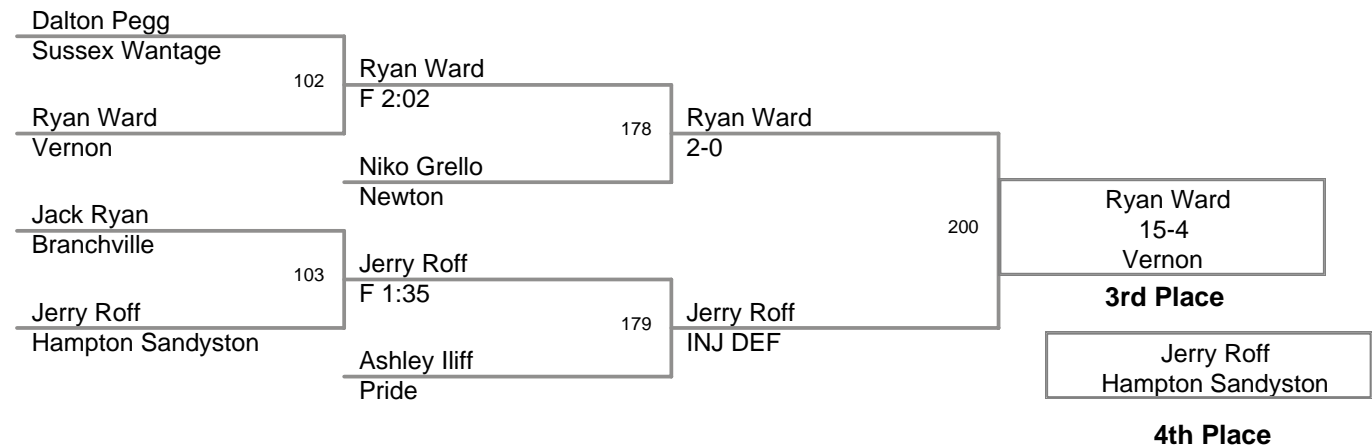 Dalton Pegg
Sussex Wantage
102
Ryan Ward
F 2:02
Ryan Ward
Vernon
178
Ryan Ward
2-0
Niko Grello
Newton
Jack Ryan
Branchville
200
Ryan Ward
15-4
Vernon
3rd Place
103
Jerry Roff
F 1:35
Jerry Roff
Hampton Sandyston
179
Jerry Roff
INJ DEF
Ashley Iliff
Pride
Jerry Roff
Hampton Sandyston
4th Place